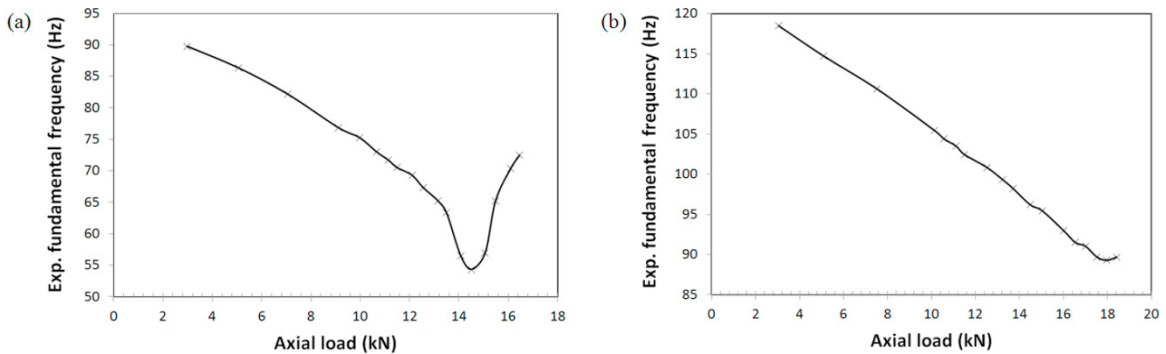 (a)
Exp. fundamental frequency (Hz)
95
90
85
80
75
70
65
60
55
50
0 2 4 6 8 10 12 14 16 18
Axial load (kN)
(b)
Exp. fundamental frequency (Hz)
120
115
110
105
100
95
90
85
0 2 4 6 8 10 12 14 16 18 20
Axial load (kN)